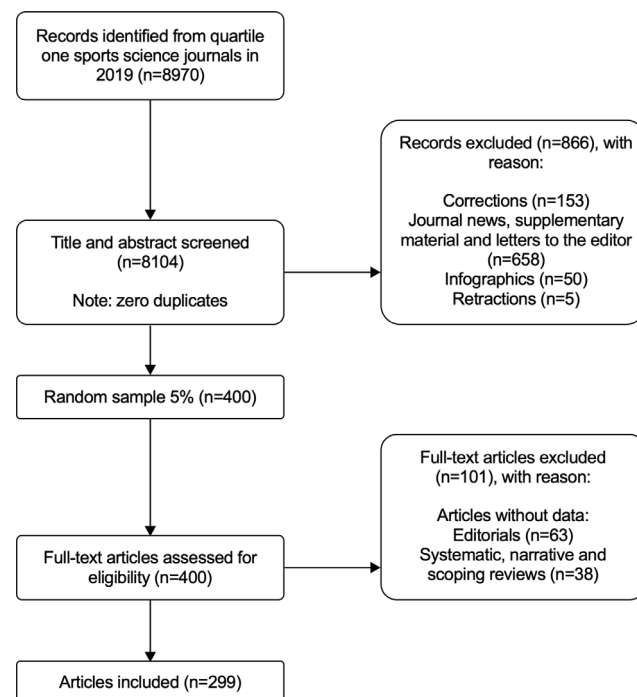 Records identified from quartile
one sports science journals in
2019 (n=8970)
Records excluded (n=866), with
reason:
Corrections (n=153)
Journal news, supplementary
material and letters to the editor
(n=658)
Infographics (n=50)
Retractions (n=5)
Title and abstract screened
(n=8104)
Note: zero duplicates
Random sample 5% (n=400)
Full-text articles excluded
(n=101), with reason:
Articles without data:
Editorials (n=63)
Systematic, narrative and
scoping reviews (n=38)
Full-text articles assessed for
eligibility (n=400)
Articles included (n=299)